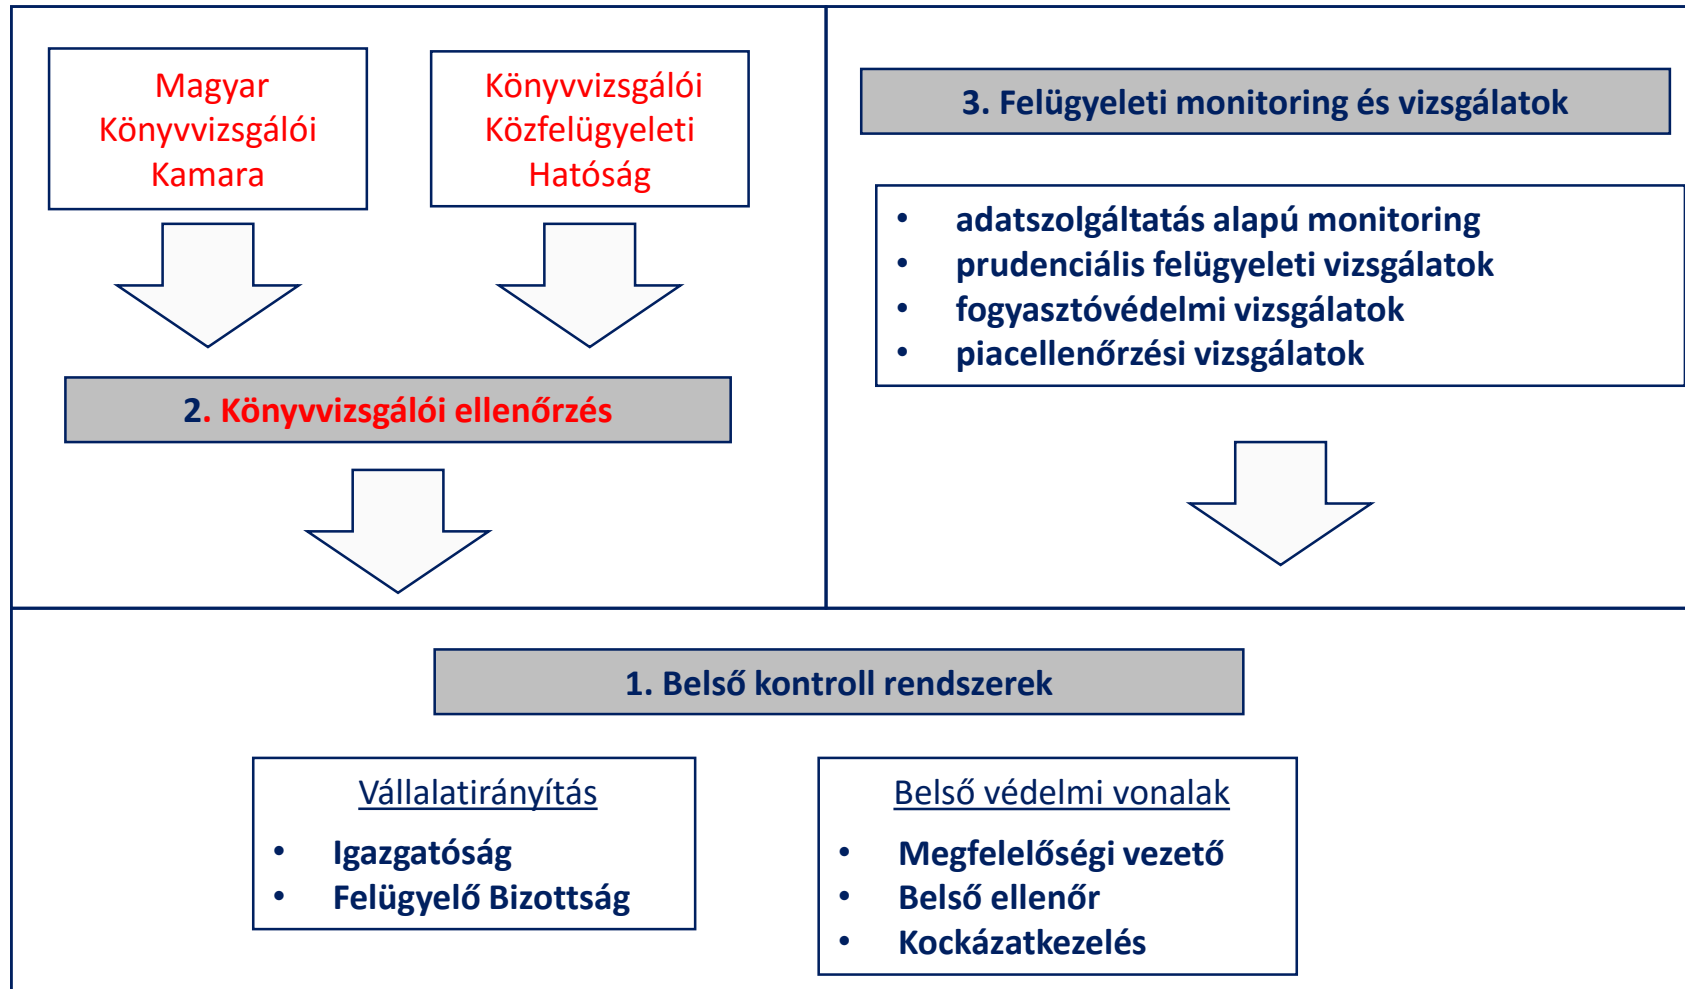 Magyar
Könyvvizsgálói
Kamara
Könyvvizsgálói
Közfelügyeleti
Hatóság
2. Könyvvizsgálói ellenőrzés
3. Felügyeleti monitoring és vizsgálatok
• adatszolgáltatás alapú monitoring
• prudenciális felügyeleti vizsgálatok
• fogyasztóvédelmi vizsgálatok
• piacellenőrzési vizsgálatok
1. Belső kontroll rendszerek
Vállalatirányítás
• Igazgatóság
• Felügyelő Bizottság
Belső védelmi vonalak
• Megfelelőségi vezető
• Belső ellenőr
• Kockázatkezelés